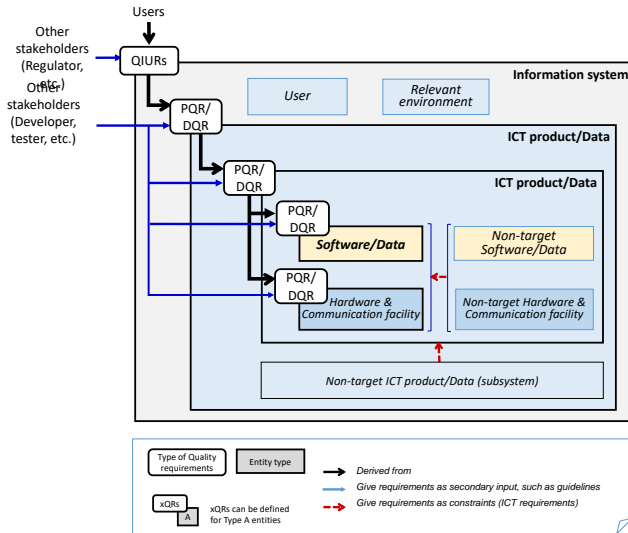 Users
Other
stakeholders
(Regulator,
etc.)
QIURs
Other
stakeholders
(Developer,
tester, etc.)
Information system
User
Relevant
environment
PQR/
DQR
ICT product/Data
PQR/
DQR
ICT product/Data
PQR/
DQR
Software/Data
Non-target
Software/Data
PQR/
DQR
Hardware &
Communication facility
Non-target Hardware &
Communication facility
Non-target ICT product/Data (subsystem)
Type of Quality
requirements
Entity type
Derived from
Give requirements as secondary input, such as guidelines
Give requirements as constraints (ICT requirements)
xQRs
A
xQRs can be defined
for Type A entities